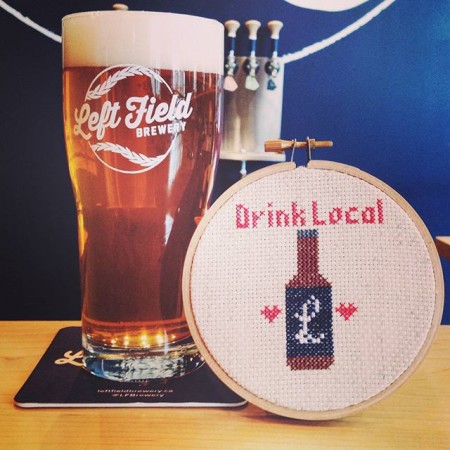 Left Field
BREWERY
Drink Local
L
L
leftfieldbrewery.ca
@LFBrewery